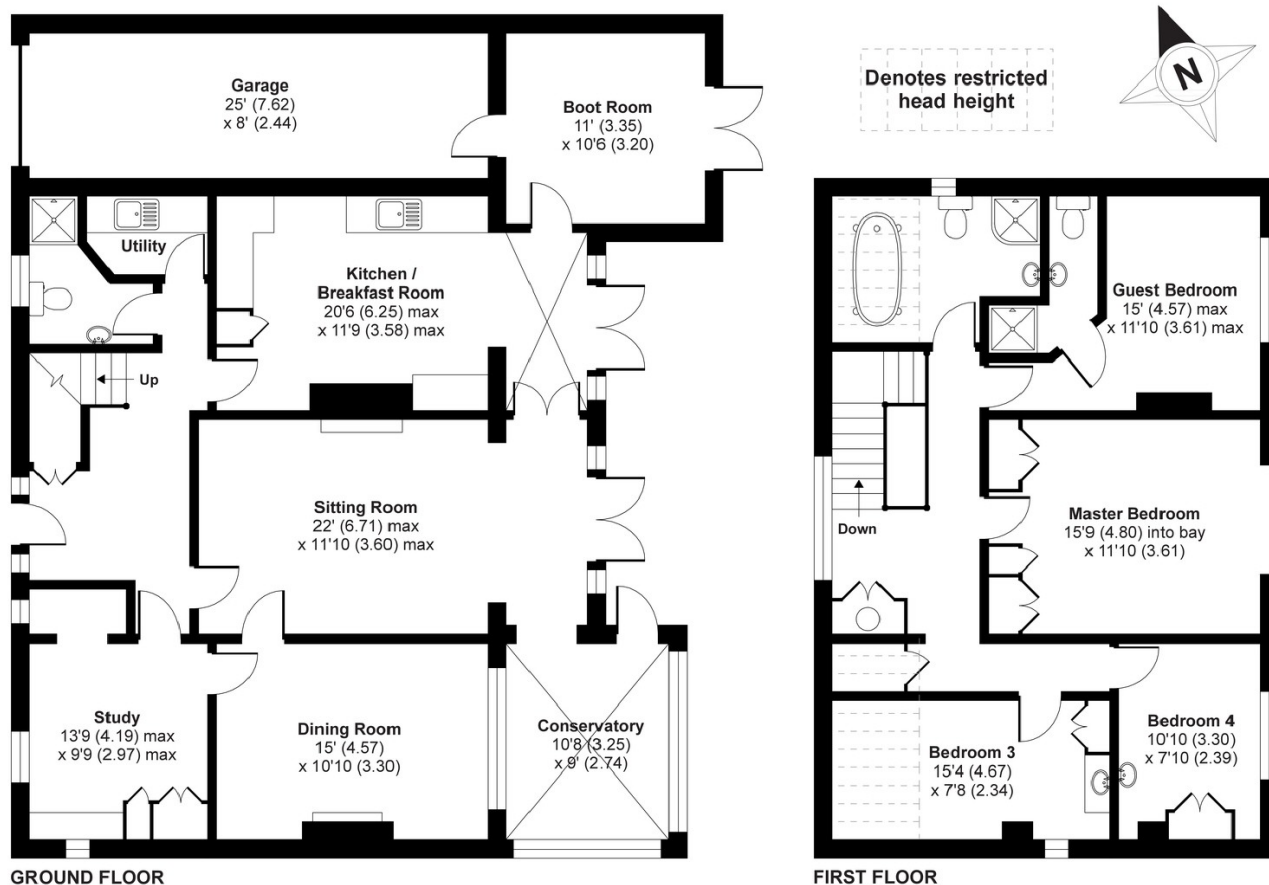 Garage
25' (7.62)
x 8' (2.44)
Boot Room
11' (3.35)
x 10'6 (3.20)
Denotes restricted
head height
N
Utility
Kitchen /
Breakfast Room
20'6 (6.25) max
x 11'9 (3.58) max
Up
Sitting Room
22' (6.71) max
x 11'10 (3.60) max
Study
13'9 (4.19) max
x 9'9 (2.97) max
Dining Room
15' (4.57)
x 10'10 (3.30)
Conservatory
10'8 (3.25)
x 9' (2.74)
GROUND FLOOR
Guest Bedroom
15' (4.57) max
x 11'10 (3.61) max
Down
Master Bedroom
15'9 (4.80) into bay
x 11'10 (3.61)
Bedroom 3
15'4 (4.67)
x 7'8 (2.34)
Bedroom 4
10'10 (3.30)
x 7'10 (2.39)
FIRST FLOOR